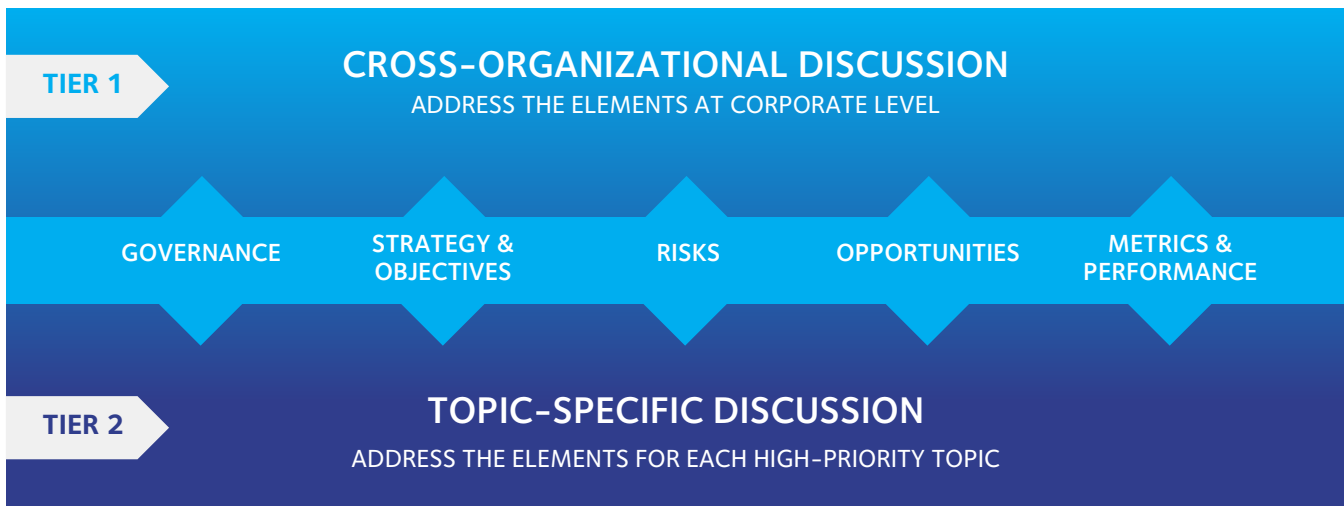 TIER 1
CROSS-ORGANIZATIONAL DISCUSSION
ADDRESS THE ELEMENTS AT CORPORATE LEVEL
GOVERNANCE
STRATEGY &
OBJECTIVES
RISKS
OPPORTUNITIES
METRICS &
PERFORMANCE
TIER 2
TOPIC-SPECIFIC DISCUSSION
ADDRESS THE ELEMENTS FOR EACH HIGH-PRIORITY TOPIC